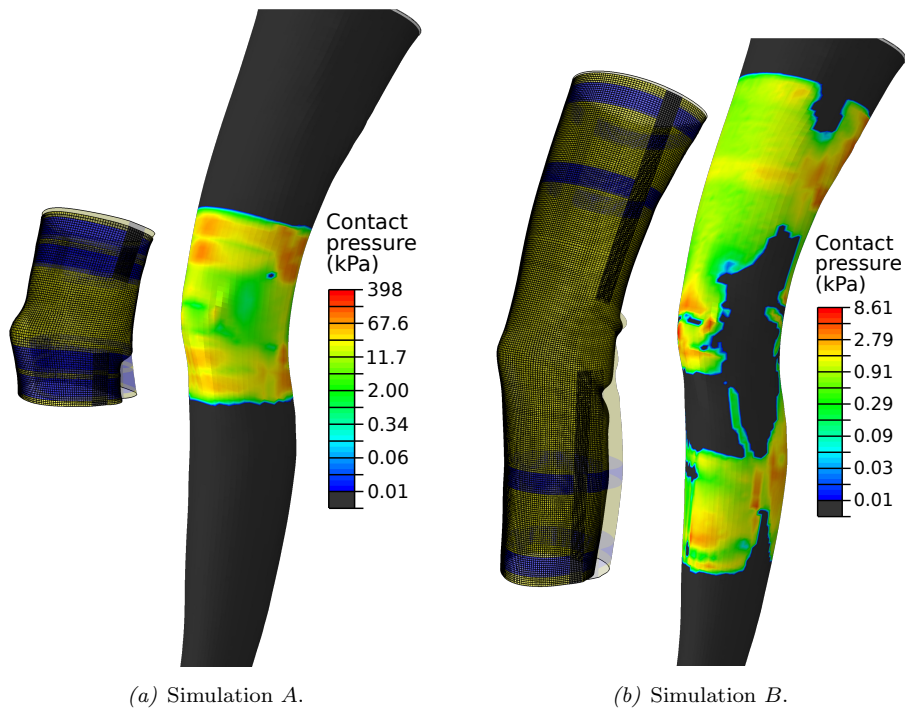 Contact
pressure
(kPa)
398
67.6
11.7
2.00
0.34
0.06
0.01
Contact
pressure
(kPa)
8.61
2.79
0.91
0.29
0.09
0.03
0.01
(a) Simulation A.
(b) Simulation B.